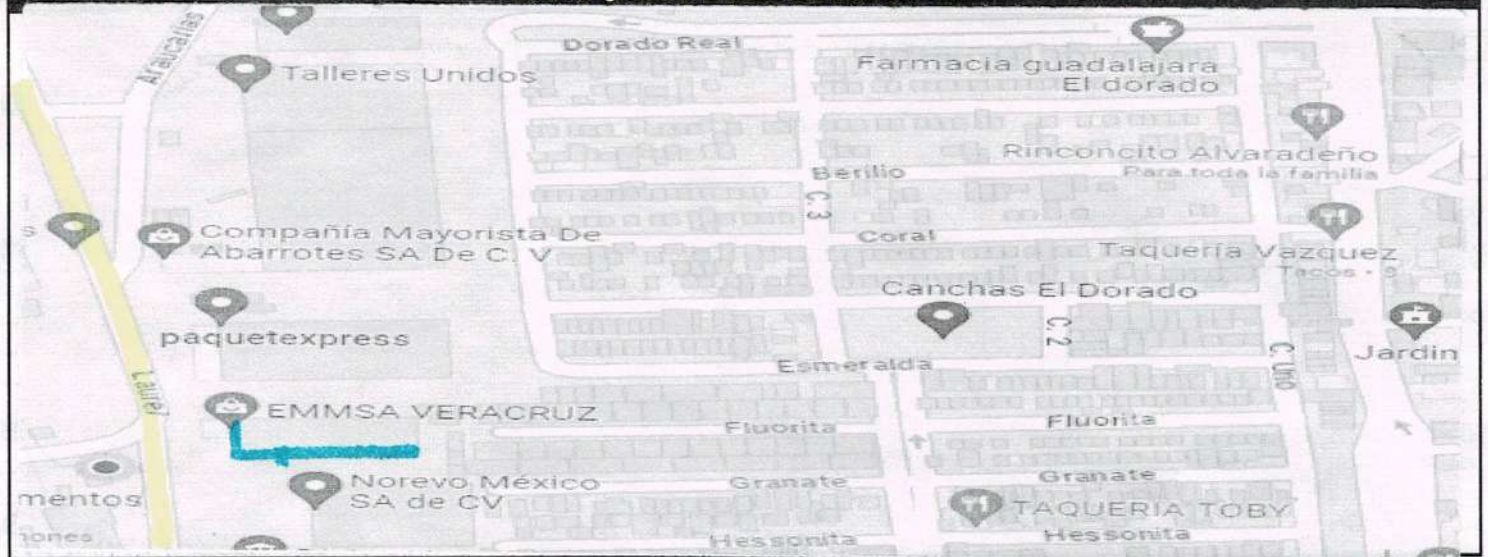 Araucarias
Dorado Real
Talleres Unidos
Farmacia guadalajara
El dorado
Rinconcito Alvaradeño
Para toda la familia
Berilio
C. 3
s
Compañía Mayorista De
Abarrotes SA De C. V
Coral
Taquería Vazquez
Canchas El Dorado
paquetexpress
C. 2
C. Uno
Jardin
Esmeralda
Laurel
EMMSA VERACRUZ
Fluorita
Fluorita
Norevo México
SA de CV
Granate
Granate
mentos
TAQUERIA TOBY
iones
Hessonita
Hessonita